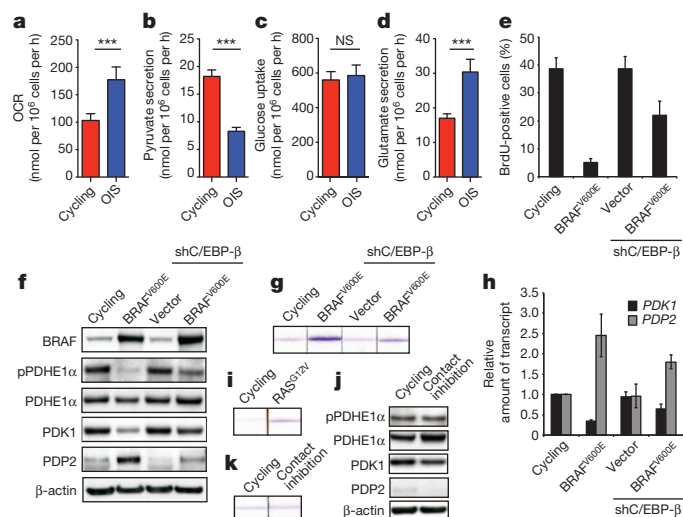 a
OCR
(nmol per 10⁶ cells per h)
250
200
150
100
50
0
***
Cycling
OIS
b
Pyruvate secretion
(nmol per 10⁶ cells per h)
20
15
10
5
0
***
Cycling
OIS
c
Glucose uptake
(nmol per 10⁶ cells per h)
800
600
400
200
0
NS
Cycling
OIS
d
Glutamate secretion
(nmol per 10⁶ cells per h)
40
30
20
10
0
***
Cycling
OIS
e
BrdU-positive cells (%)
50
40
30
20
10
0
Cycling
BRAFV600E
Vector
BRAFV600E
shC/EBP-β
f
shC/EBP-β
Cycling
BRAFV600E
Vector
BRAFV600E
BRAF
pPDHE1α
PDHE1α
PDK1
PDP2
β-actin
g
shC/EBP-β
Cycling
BRAFV600E
Vector
BRAFV600E
h
Relative
amount of transcript
3.5
3.0
2.5
2.0
1.5
1.0
0.5
0
PDK1
PDP2
Cycling
BRAFV600E
Vector
BRAFV600E
shC/EBP-β
i
Cycling
RASG12V
j
Cycling
Contact
inhibition
pPDHE1α
PDHE1α
PDK1
PDP2
β-actin
k
Cycling
Contact
inhibition